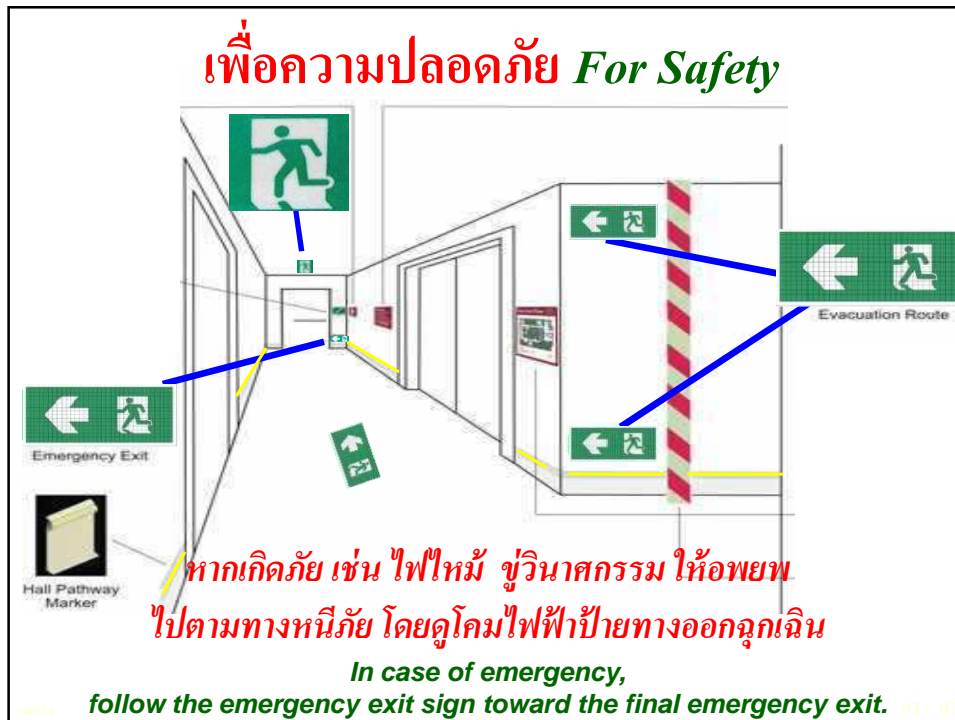 เพื่อความปลอดภัย For Safety
Evacuation Route
Emergency Exit
Hall Pathway
Marker
หากเกิดภัย เช่น ไฟไหม้ ขู่วินาศกรรม ให้อพยพ
ไปตามทางหนีภัย โดยดูโคมไฟฟ้าป้ายทางออกฉุกเฉิน
In case of emergency,
follow the emergency exit sign toward the final emergency exit.